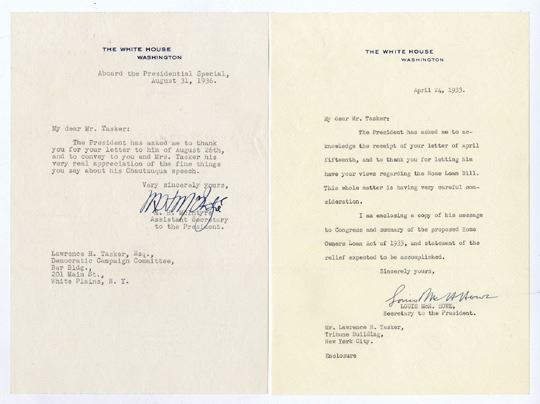 THE WHITE HOUSE
WASHINGTON
Aboard the Presidential Special,
August 31, 1936.
My dear Mr. Tasker:
The President has asked me to thank
you for your letter to him of August 26th,
and to convey to you and Mrs. Tasker his
very real appreciation of the fine things
you say about his Chautauqua speech.
Very sincerely yours,
M. H. McIntyre
Assistant Secretary
to the President.
Lawrence H. Tasker, Esq.,
Democratic Campaign Committee,
Bar Bldg.,
201 Main St.,
White Plains, N. Y.
THE WHITE HOUSE
WASHINGTON
April 24, 1933.
My dear Mr. Tasker:
The President has asked me to ac-
knowledge the receipt of your letter of April
fifteenth, and to thank you for letting him
have your views regarding the Home Loan Bill.
This whole matter is having very careful con-
sideration.
I am enclosing a copy of his message
to Congress and summary of the proposed Home
Owners Loan Act of 1933, and statement of the
relief expected to be accomplished.
Sincerely yours,
Louis McH Howe
LOUIS McH. HOWE,
Secretary to the President.
Mr. Lawrence H. Tasker,
Tribune Building,
New York City.
Enclosure